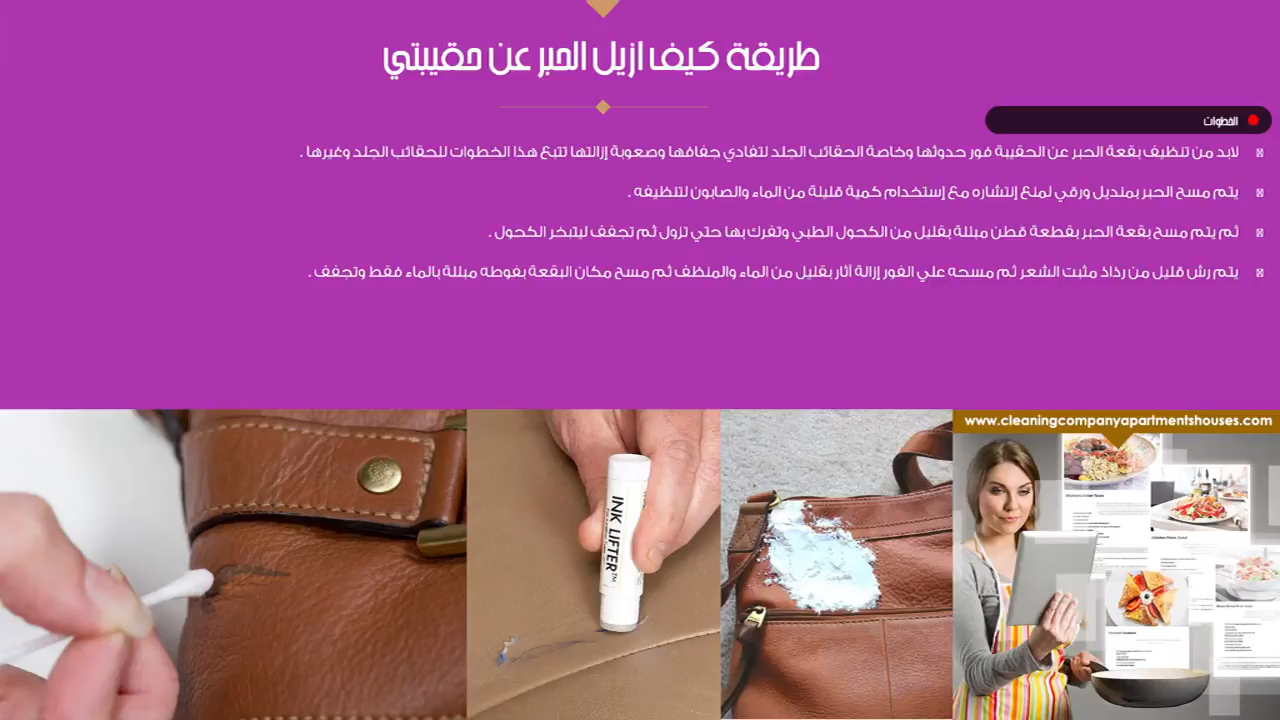 طريقة كيف ازيل الحبر عن حقيبتي
الخطوات
لابد من تنظيف بقعة الحبر عن الحقيبة فور حدوثها وخاصة الحقائب الجلد لتفادي جفافها وصعوبة إزالتها تتبع هذا الخطوات للحقائب الجلد وغيرها .
يتم مسح الحبر بمنديل ورقي لمنع إنتشاره مع إستخدام كمية قليلة من الماء والصابون لتنظيفه .
ثم يتم مسح بقعة الحبر بقطعة قطن مبللة بقليل من الكحول الطبي وتفرك بها حتي تزول ثم تجفف ليتبخر الكحول .
يتم رش قليل من رذاذ مثبت الشعر ثم مسحه علي الفور إزالة آثار بقليل من الماء والمنظف ثم مسح مكان البقعة بفوطه مبللة بالماء فقط وتجفف .
www.cleaningcompanyapartmentshouses.com
INK LIFTER™